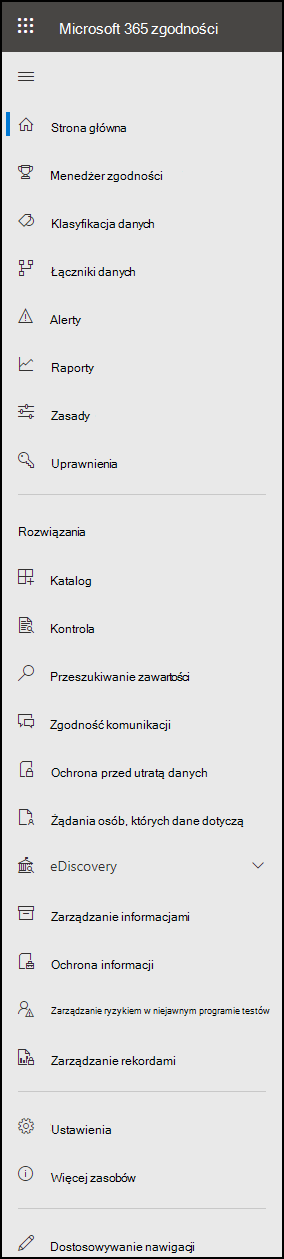 Microsoft 365 zgodności
Strona główna
Menedżer zgodności
Klasyfikacja danych
Łączniki danych
Alerty
Raporty
Zasady
Uprawnienia
Rozwiązania
Katalog
Kontrola
Przeszukiwanie zawartości
Zgodność komunikacji
Ochrona przed utratą danych
Żądania osób, których dane dotyczą
eDiscovery
Zarządzanie informacjami
Ochrona informacji
Zarządzanie ryzykiem w niejawnym programie testów
Zarządzanie rekordami
Ustawienia
Więcej zasobów
Dostosowywanie nawigacji